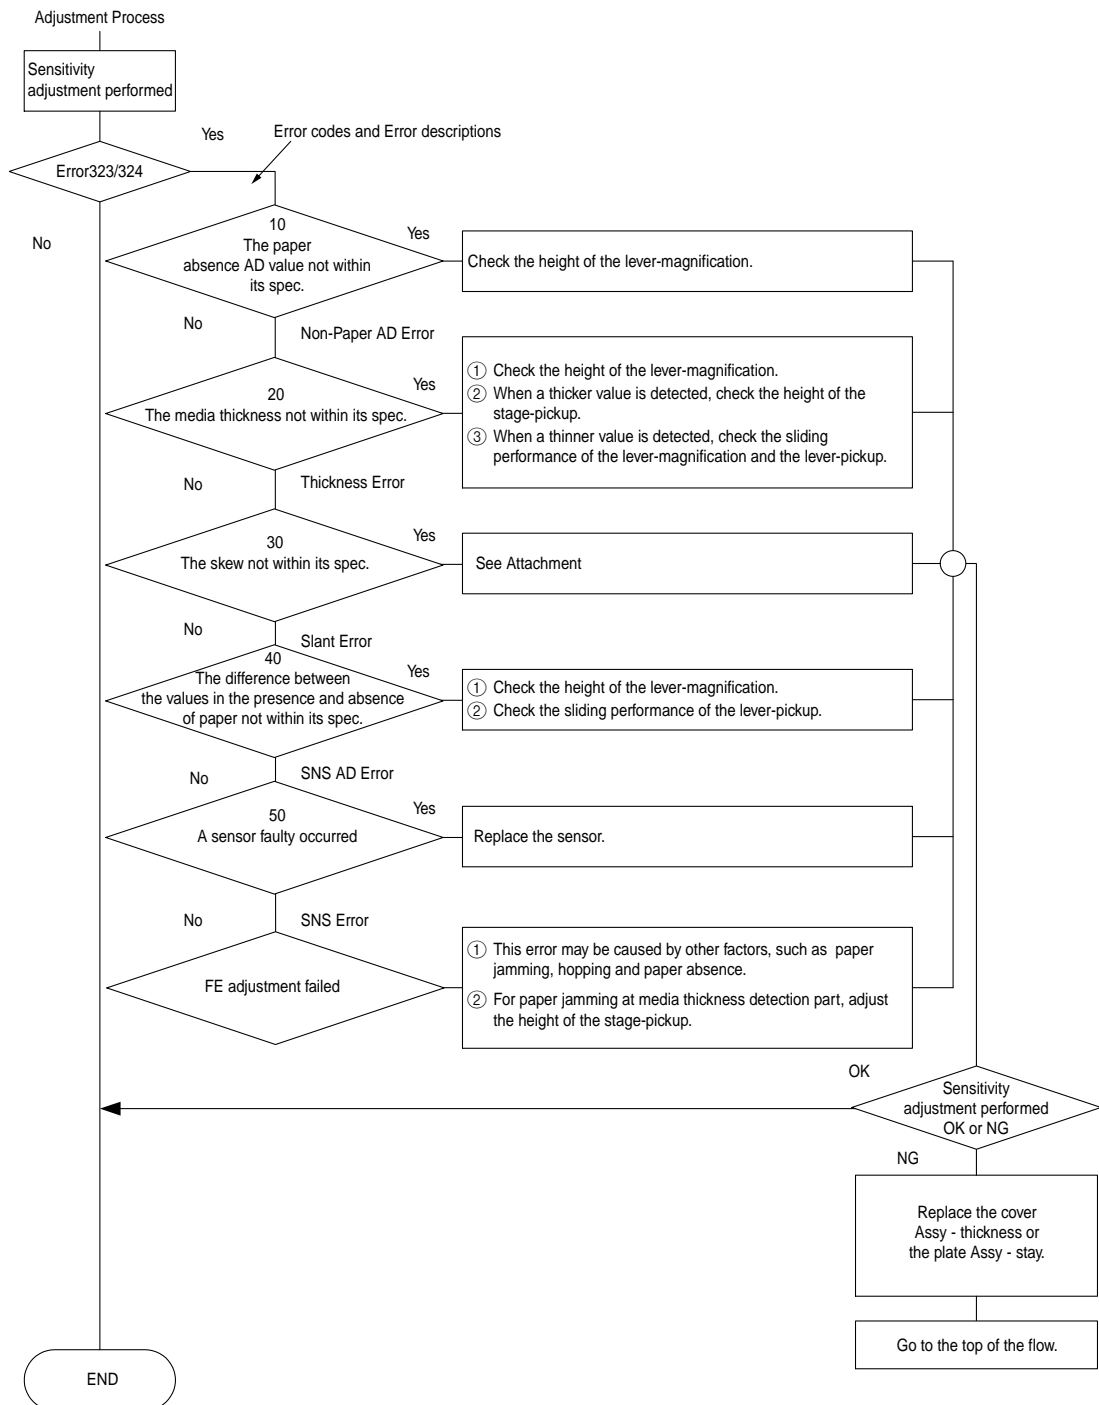 Adjustment Process
Sensitivity
adjustment performed
Yes
Error codes and Error descriptions
Error323/324
No
10
The paper
absence AD value not within
its spec.
Yes
Check the height of the lever-magnification.
No
Non-Paper AD Error
20
The media thickness not within its spec.
Yes
① Check the height of the lever-magnification.
② When a thicker value is detected, check the height of the
stage-pickup.
③ When a thinner value is detected, check the sliding
performance of the lever-magnification and the lever-pickup.
No
Thickness Error
30
The skew not within its spec.
Yes
See Attachment
No
Slant Error
40
The difference between
the values in the presence and absence
of paper not within its spec.
Yes
① Check the height of the lever-magnification.
② Check the sliding performance of the lever-pickup.
No
SNS AD Error
50
A sensor faulty occurred
Yes
Replace the sensor.
No
SNS Error
FE adjustment failed
① This error may be caused by other factors, such as paper
jamming, hopping and paper absence.
② For paper jamming at media thickness detection part, adjust
the height of the stage-pickup.
OK
Sensitivity
adjustment performed
OK or NG
NG
Replace the cover
Assy - thickness or
the plate Assy - stay.
Go to the top of the flow.
END